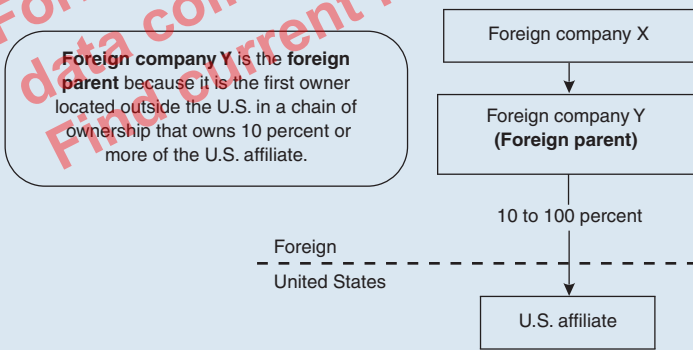 For
data con
Find current
Foreign company Y is the foreign
parent because it is the first owner
located outside the U.S. in a chain of
ownership that owns 10 percent or
more of the U.S. affiliate.
Foreign company X
Foreign company Y
(Foreign parent)
10 to 100 percent
Foreign
United States
U.S. affiliate